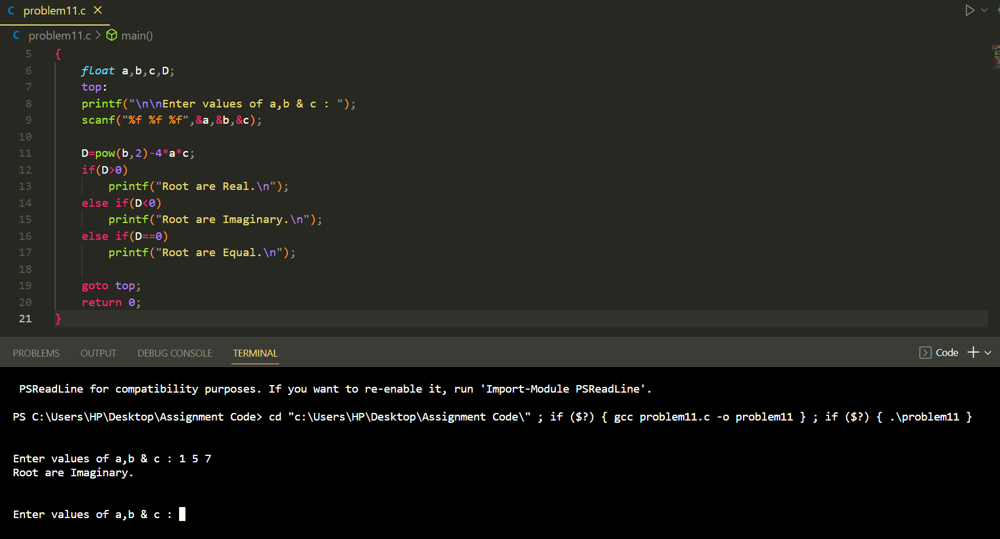 C problem11.c ×
C problem11.c > main()
5 {
6 float a,b,c,D;
7 top:
8 printf("\n\nEnter values of a,b & c : ");
9 scanf("%f %f %f",&a,&b,&c);
10
11 D=pow(b,2)-4*a*c;
12 if(D>0)
13 printf("Root are Real.\n");
14 else if(D<0)
15 printf("Root are Imaginary.\n");
16 else if(D==0)
17 printf("Root are Equal.\n");
18
19 goto top;
20 return 0;
21 }
PROBLEMS OUTPUT DEBUG CONSOLE TERMINAL Code
PSReadLine for compatibility purposes. If you want to re-enable it, run 'Import-Module PSReadLine'.
PS C:\Users\HP\Desktop\Assignment Code> cd "c:\Users\HP\Desktop\Assignment Code\" ; if ($?) { gcc problem11.c -o problem11 } ; if ($?) { .\problem11 }
Enter values of a,b & c : 1 5 7
Root are Imaginary.
Enter values of a,b & c :